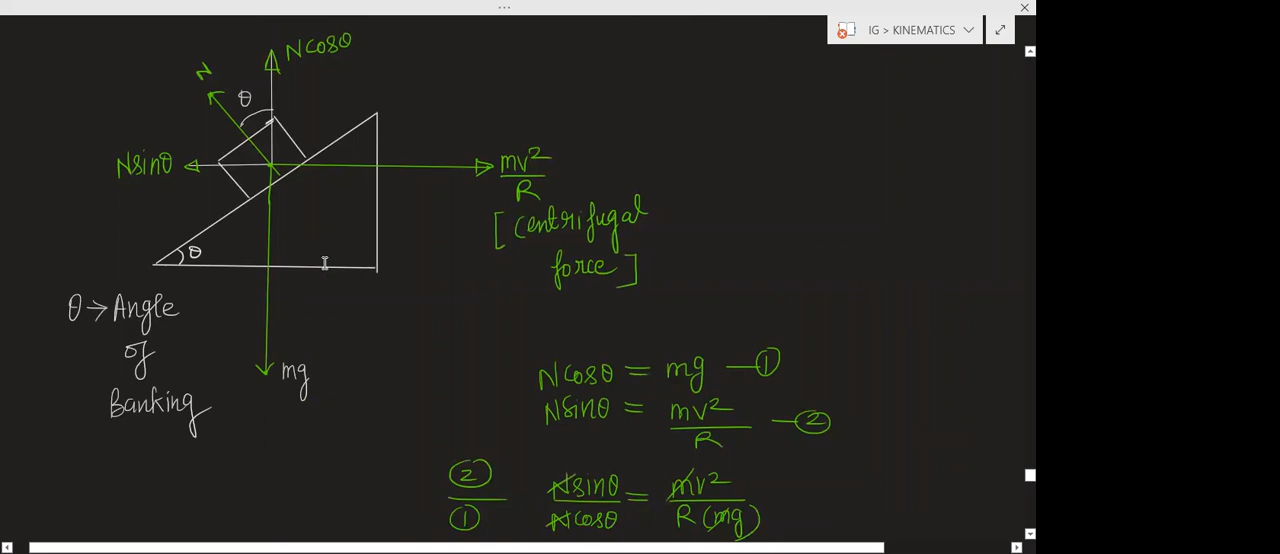 IG > KINEMATICS
Ncosθ
N
θ
Nsinθ
mv²
R
[Centrifugal
force]
θ
θ → Angle
of
Banking
mg
Ncosθ = mg —①
Nsinθ = mv²/R —②
②/① Nsinθ/Ncosθ = mv²/R(mg)